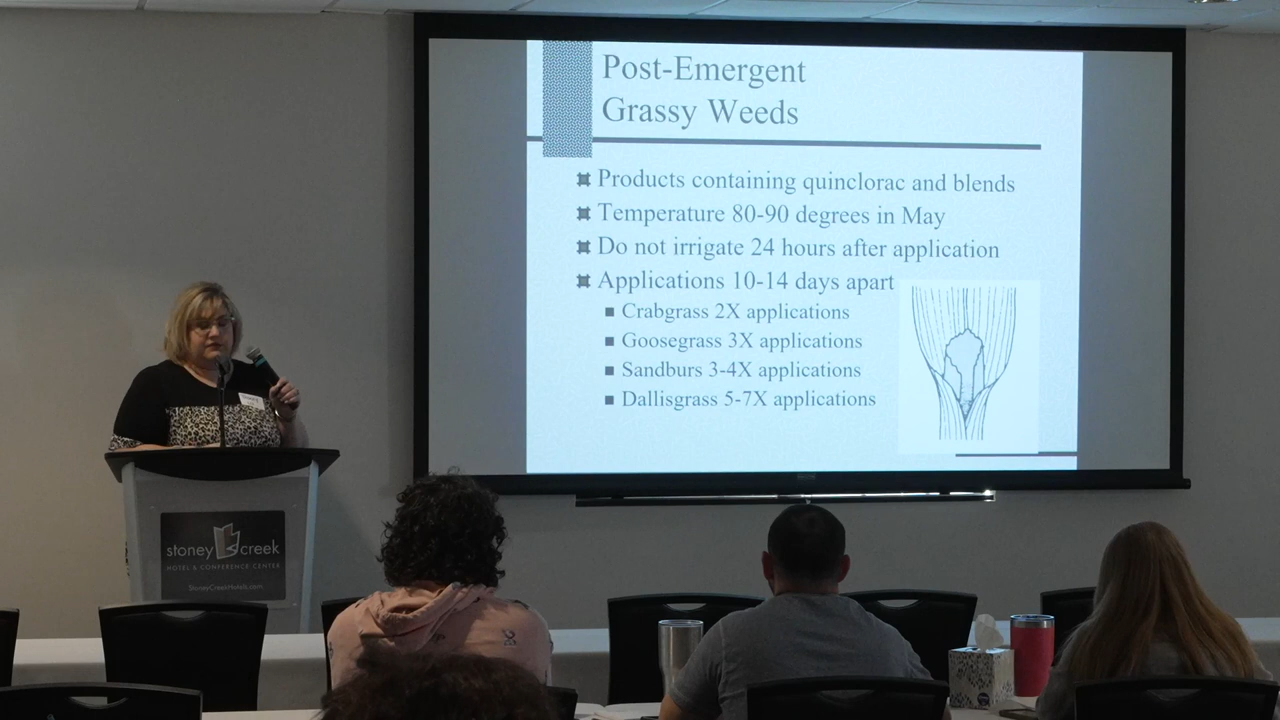 Post-Emergent
Grassy Weeds
Products containing quinclorac and blends
Temperature 80-90 degrees in May
Do not irrigate 24 hours after application
Applications 10-14 days apart
Crabgrass 2X applications
Goosegrass 3X applications
Sandburs 3-4X applications
Dallisgrass 5-7X applications
stoney creek
HOTEL & CONFERENCE CENTER
StoneyCreekHotels.com